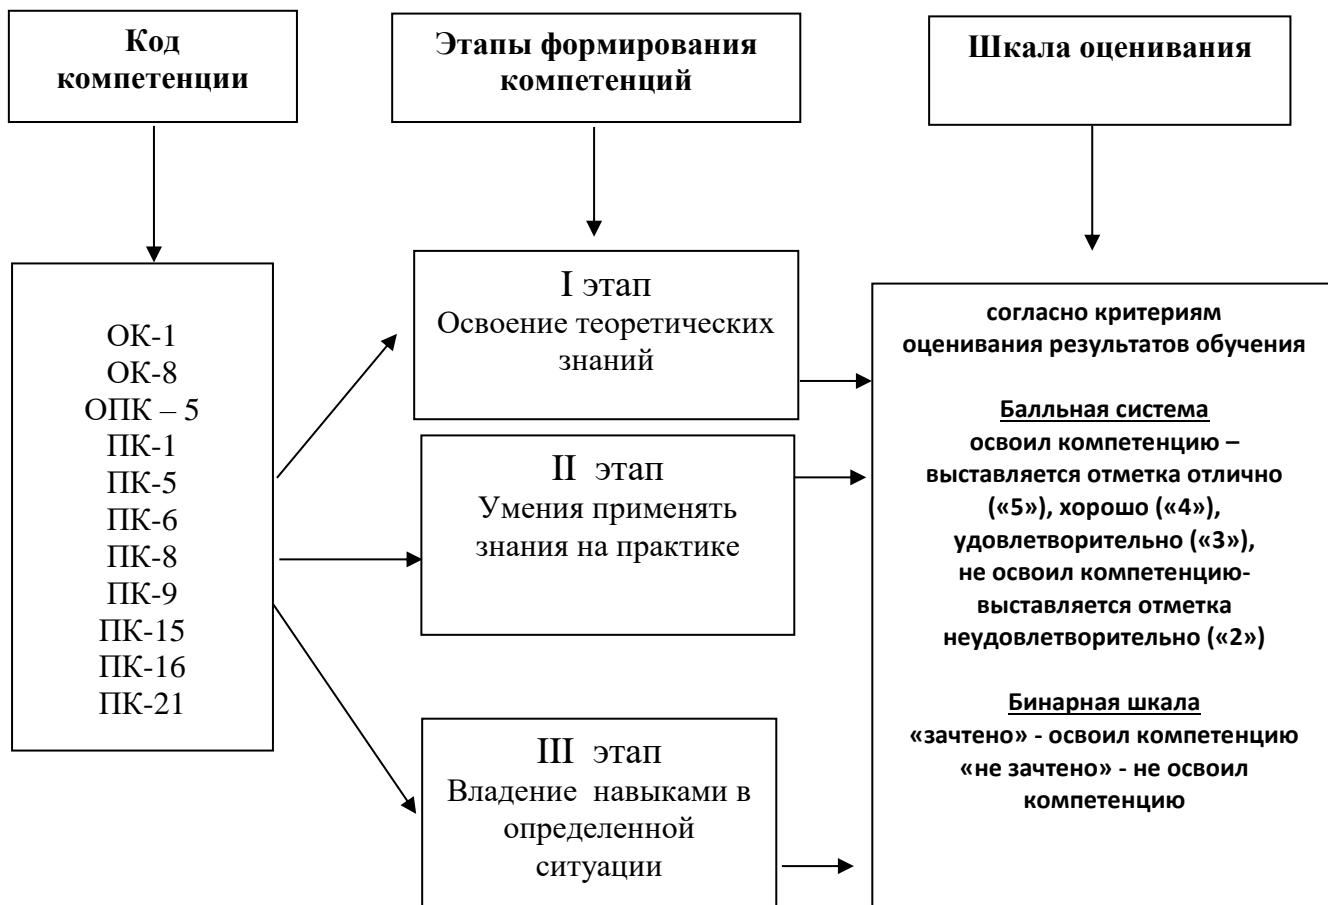 Код
компетенции
Этапы формирования
компетенций
Шкала оценивания
ОК-1
ОК-8
ОПК – 5
ПК-1
ПК-5
ПК-6
ПК-8
ПК-9
ПК-15
ПК-16
ПК-21
I этап
Освоение теоретических
знаний
II этап
Умения применять
знания на практике
III этап
Владение навыками в
определенной
ситуации
согласно критериям
оценивания результатов обучения
Балльная система
освоил компетенцию –
выставляется отметка отлично
(«5»), хорошо («4»),
удовлетворительно («3»),
не освоил компетенцию-
выставляется отметка
неудовлетворительно («2»)
Бинарная шкала
«зачтено» - освоил компетенцию
«не зачтено» - не освоил
компетенцию